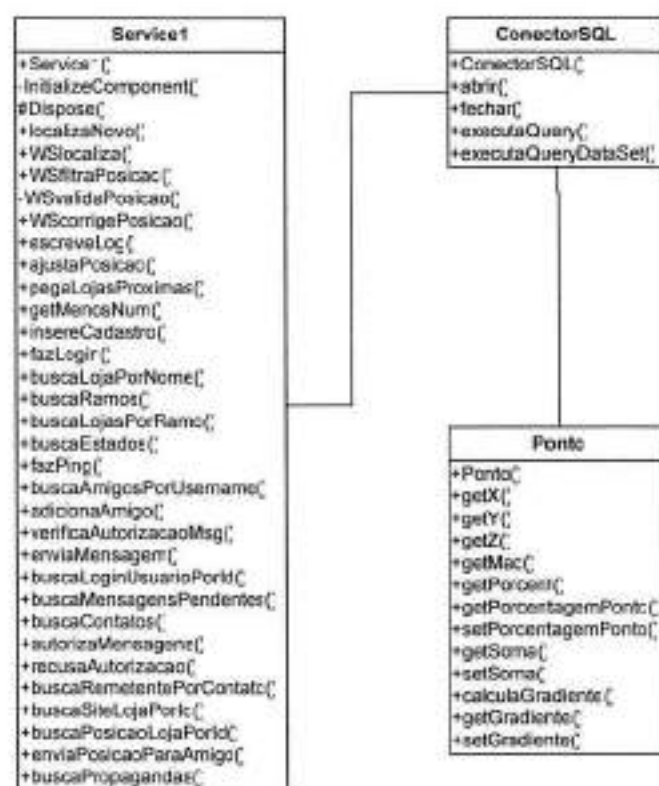 Service1
+Service1()
-InitializeComponent()
#Dispose()
+localizaNovo()
+WSlocaliza()
+WSfiltraPosicao()
-WSvalidaPosicao()
+WScorrigePosicao()
+escreveLog()
+ajustaPosicao()
+pegaLojasProximas()
+getMenosNum()
+insereCadastro()
+fazLogin()
+buscaLojaPorNome()
+buscaRamos()
+buscaLojasPorRamo()
+buscaEstados()
+fazPing()
+buscaAmigosPorUsername()
+adicionaAmigo()
+verificaAutorizacaoMsg()
+enviaMensagem()
+buscaLoginUsuarioPorId()
+buscaMensagensPendentes()
+buscaContatos()
+autorizaMensagens()
+recusaAutorizacao()
+buscaRemetentePorContato()
+buscaSiteLojaPorId()
+buscaPosicaoLojaPorId()
+enviaPosicaoParaAmigo()
+buscaPropagandas()
ConectorSQL
+ConectorSQL()
+abrir()
+fechar()
+executaQuery()
+executaQueryDataSet()
Ponto
+Ponto()
+getX()
+getY()
+getZ()
+getMac()
+getPorcent()
+getPorcentagemPonto()
+setPorcentagemPonto()
+getSoma()
+setSoma()
+calculaGradiente()
+getGradiente()
+setGradiente()